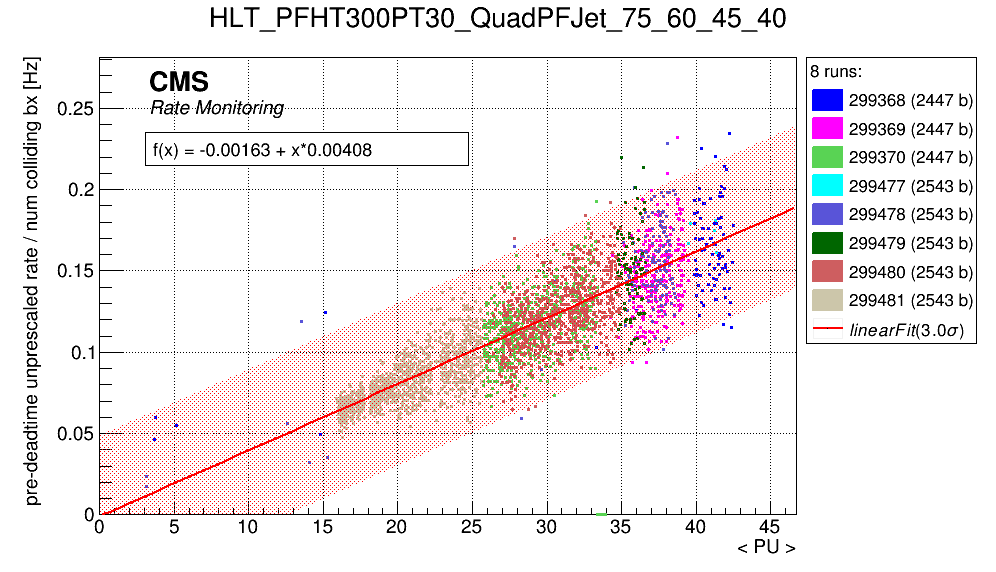 HLT_PFHT300PT30_QuadPFJet_75_60_45_40
pre-deadtime unprescaled rate / num colliding bx [Hz]
CMS
Rate Monitoring
f(x) = -0.00163 + x*0.00408
0.25
0.2
0.15
0.1
0.05
0
0 5 10 15 20 25 30 35 40 45
< PU >
8 runs:
299368 (2447 b)
299369 (2447 b)
299370 (2447 b)
299477 (2543 b)
299478 (2543 b)
299479 (2543 b)
299480 (2543 b)
299481 (2543 b)
linearFit(3.0σ)